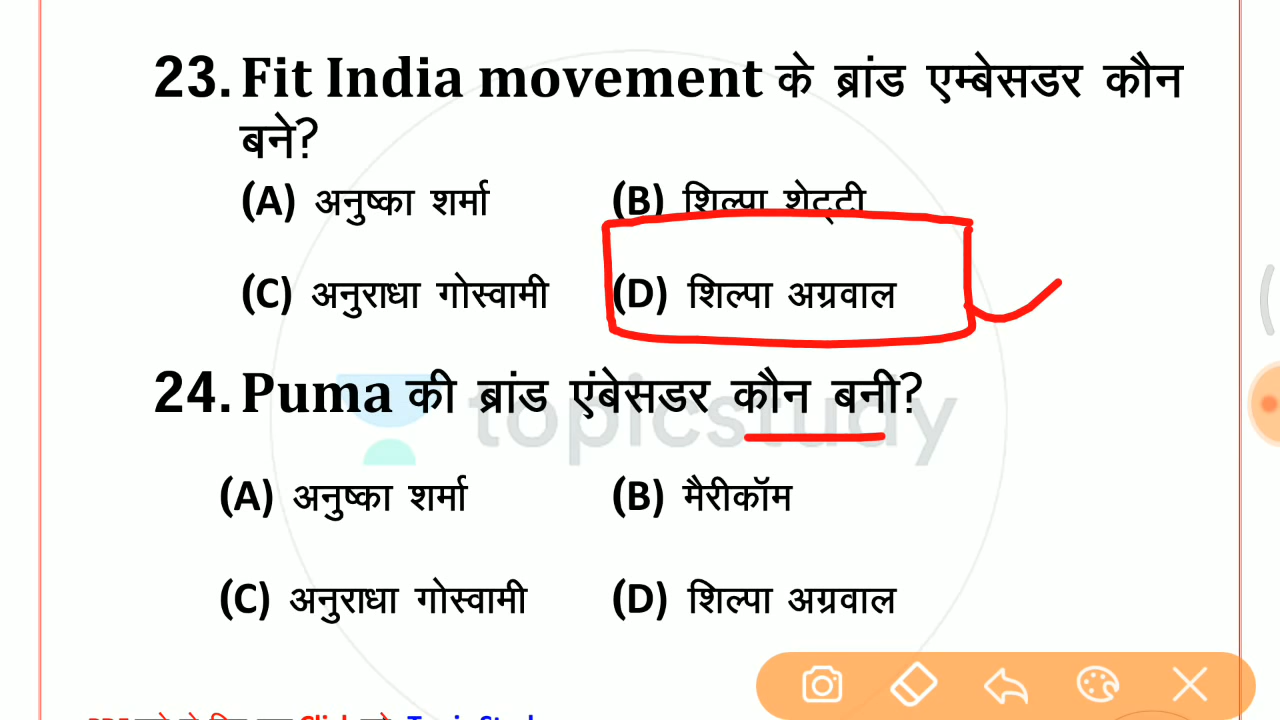 23. Fit India movement के ब्रांड एम्बेसडर कौन
बने?
(A) अनुष्का शर्मा (B) शिल्पा शेट्टी
(C) अनुराधा गोस्वामी (D) शिल्पा अग्रवाल
24. Puma की ब्रांड एंबेसडर कौन बनी?
topicstudy
(A) अनुष्का शर्मा (B) मैरीकॉम
(C) अनुराधा गोस्वामी (D) शिल्पा अग्रवाल